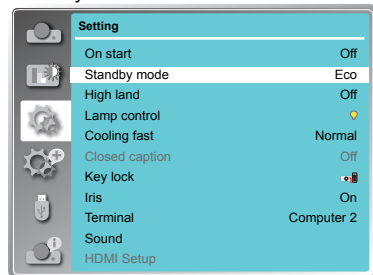 Setting
On start Off
Standby mode Eco
High land Off
Lamp control
Cooling fast Normal
Closed caption Off
Key lock
Iris On
Terminal Computer 2
Sound
HDMI Setup